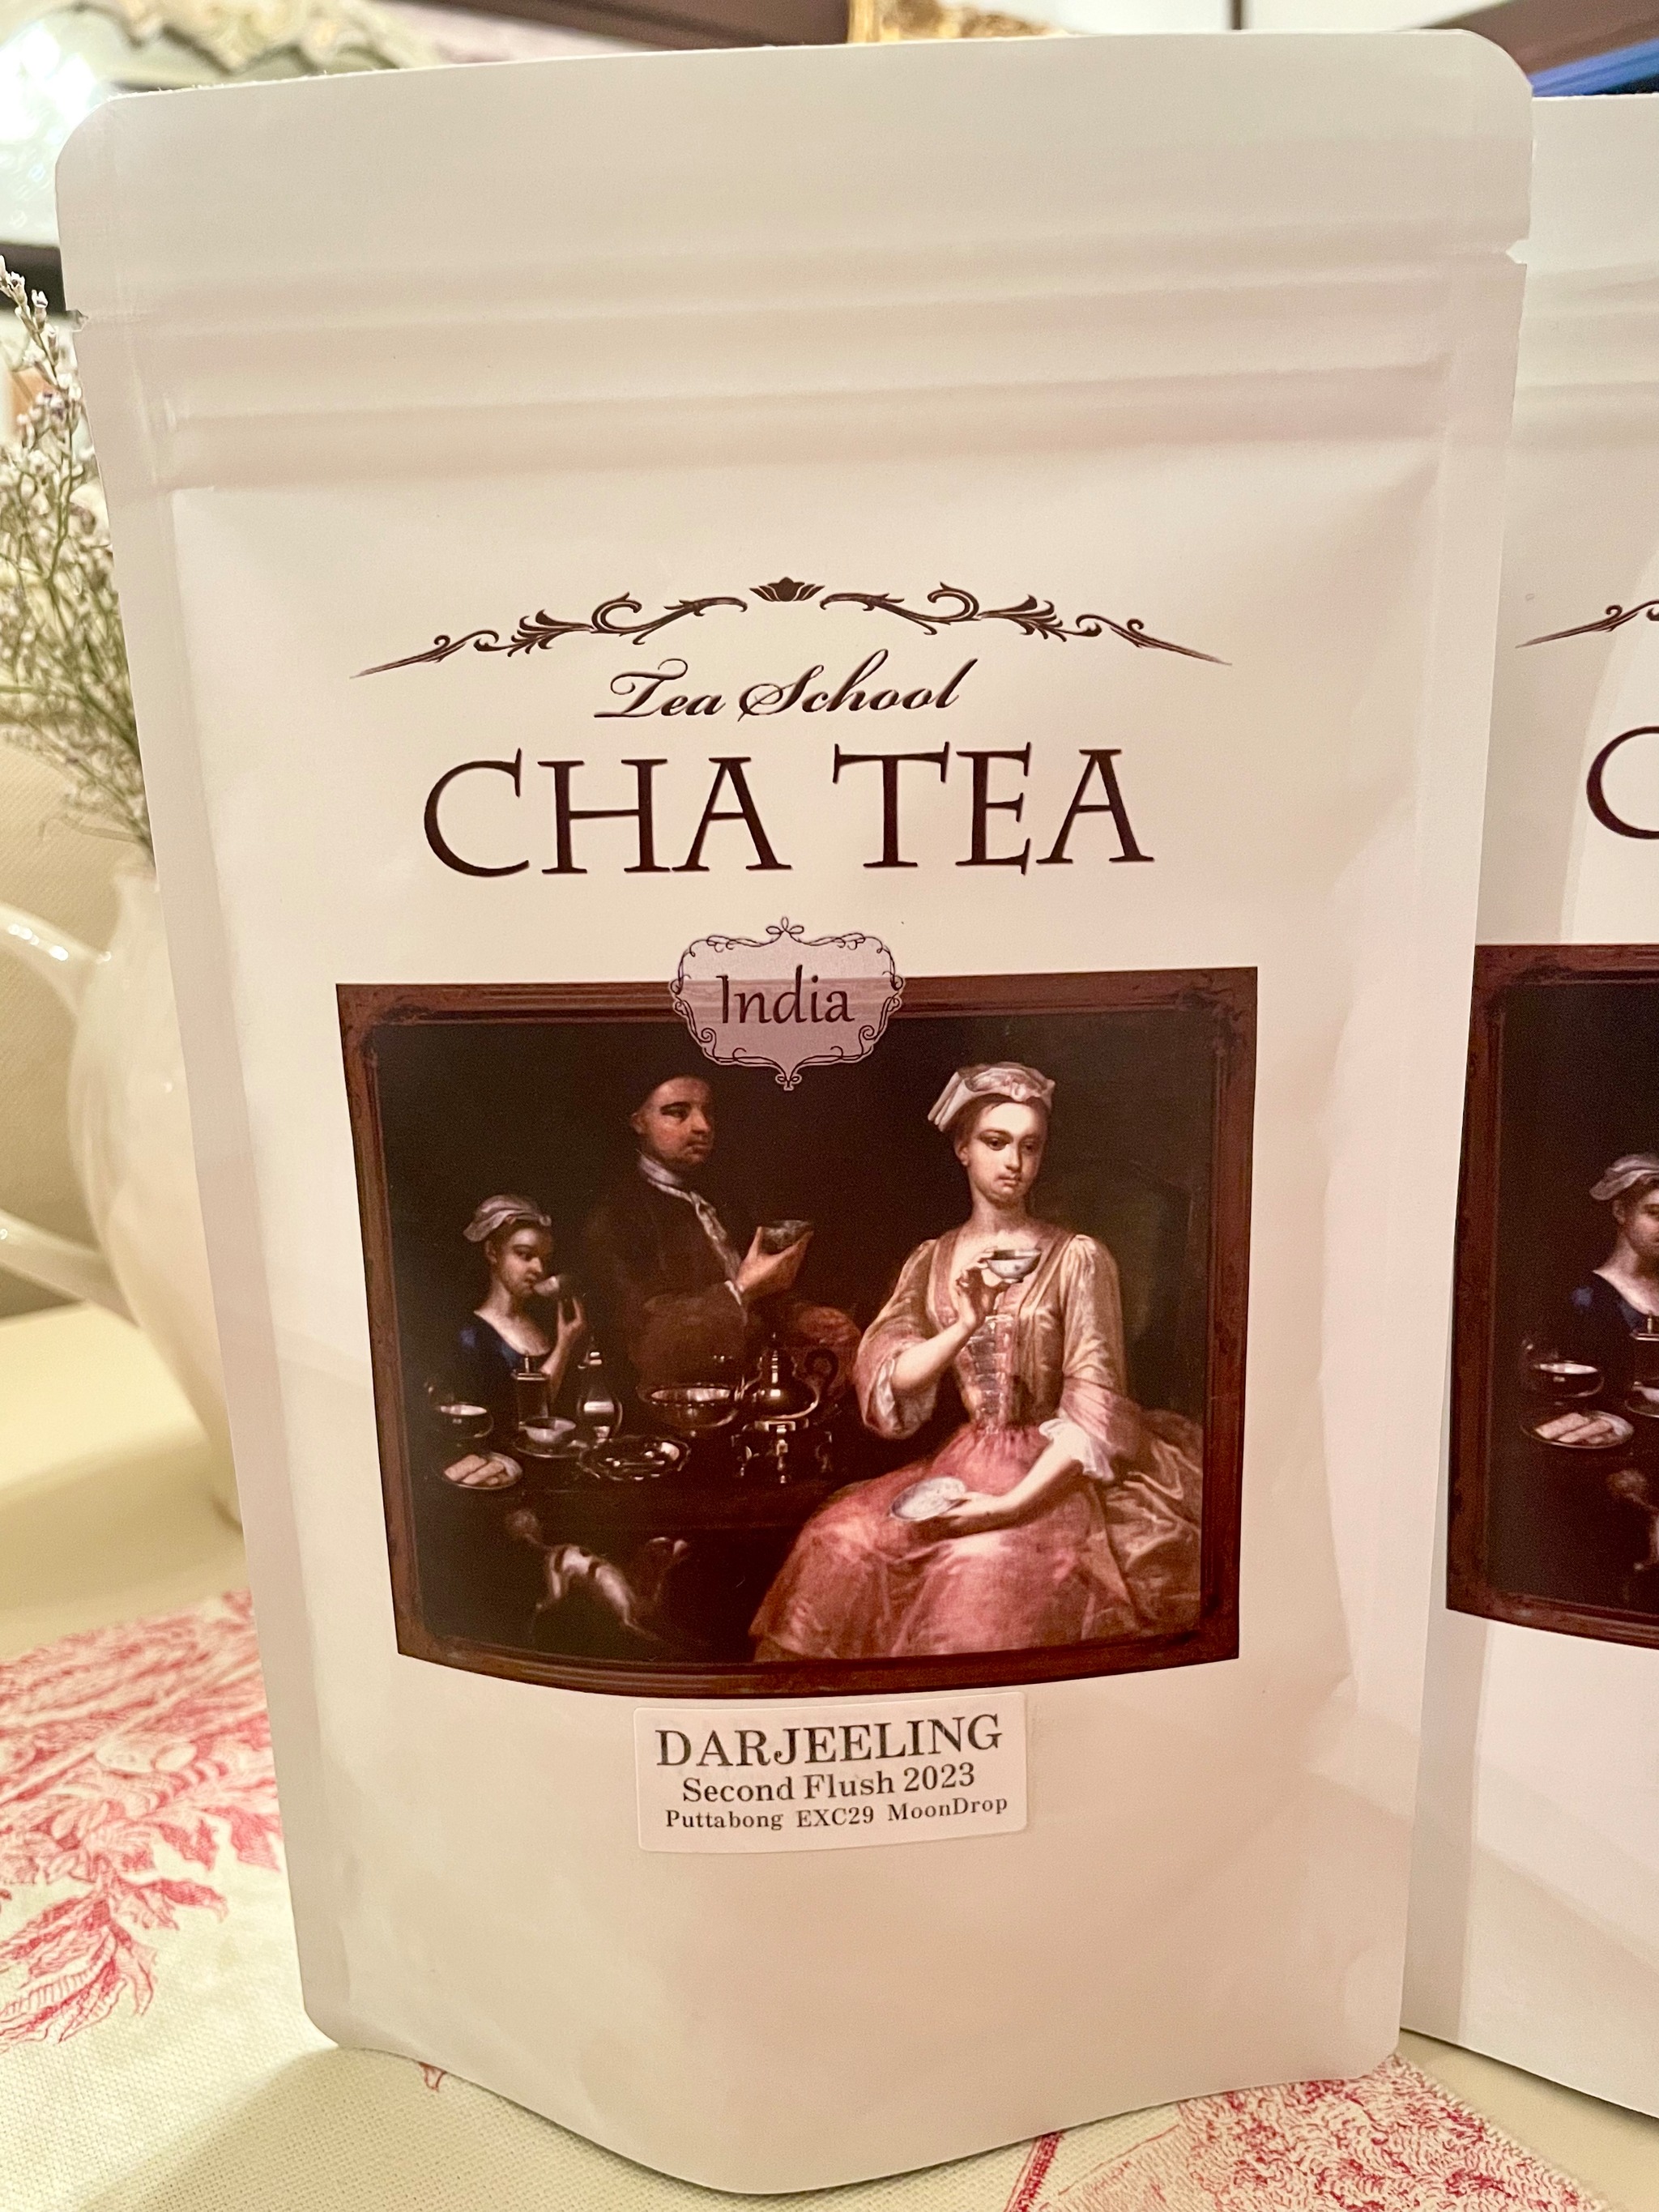 Tea School
CHA TEA
India
DARJEELING
Second Flush 2023
Puttabong EXC29 MoonDrop
C